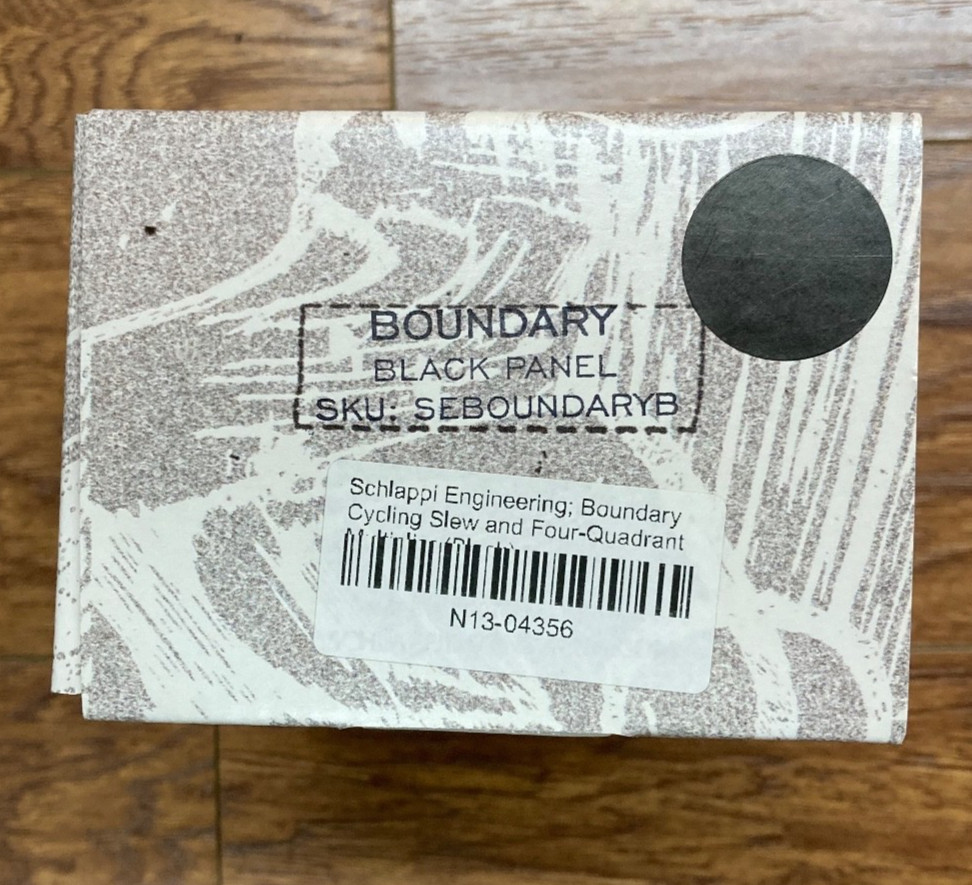 BOUNDARY
BLACK PANEL
SKU: SEBOUNDARYB
Schlappi Engineering; Boundary
Cycling Slew and Four-Quadrant
N13-04356